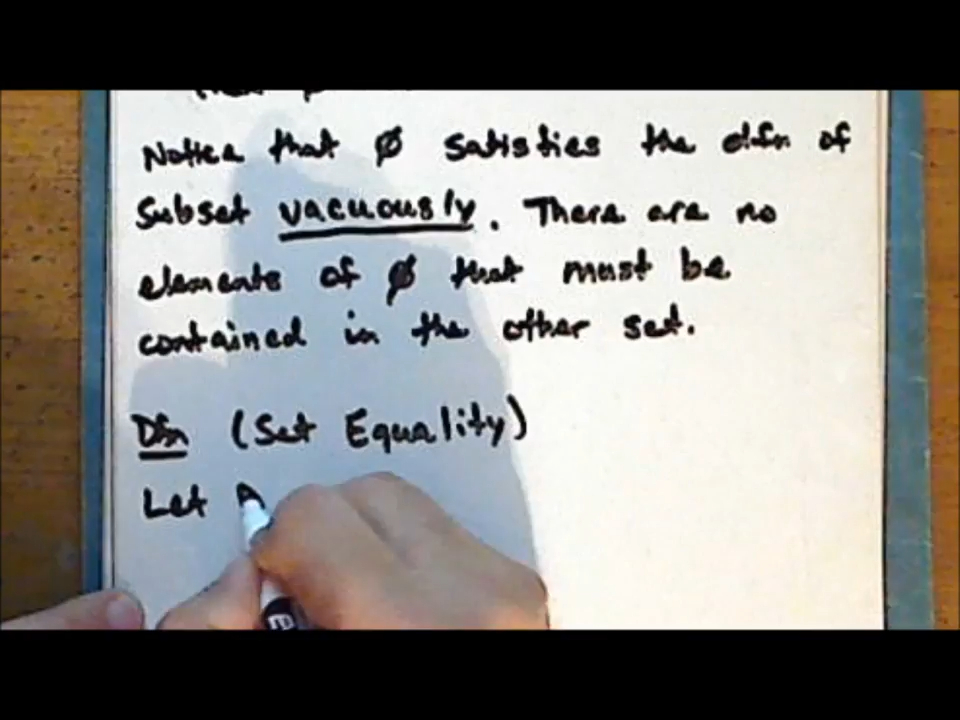 Notice that ∅ satisfies the dfn of
subset vacuously. There are no
elements of ∅ that must be
contained in the other set.
Dfn (Set Equality)
Let A